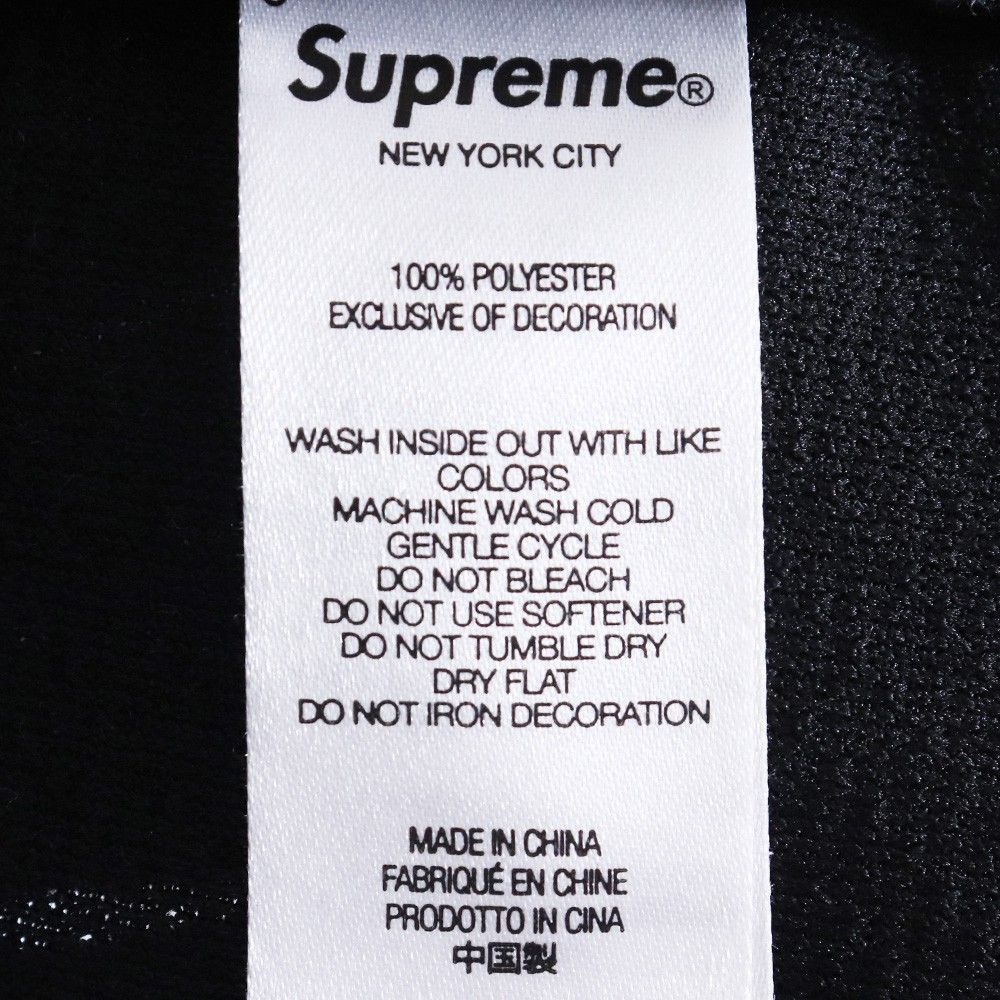 Supreme®
NEW YORK CITY
100% POLYESTER
EXCLUSIVE OF DECORATION
WASH INSIDE OUT WITH LIKE
COLORS
MACHINE WASH COLD
GENTLE CYCLE
DO NOT BLEACH
DO NOT USE SOFTENER
DO NOT TUMBLE DRY
DRY FLAT
DO NOT IRON DECORATION
MADE IN CHINA
FABRIQUÉ EN CHINE
PRODOTTO IN CINA
中国製